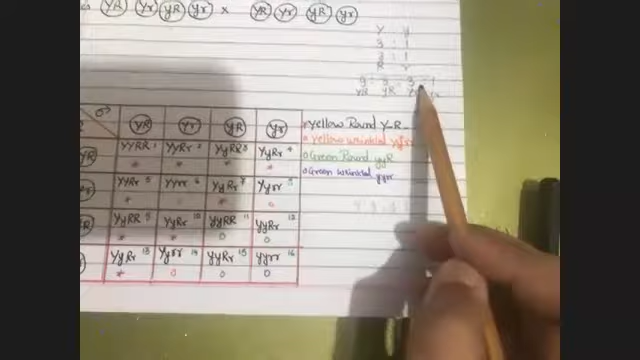 YR Yr yR yr x YR Yr yR yr
Y : y
3 : 1
3 : 1
R
9 : 3 : 3 : 1
YR yR
♂
YR Yr yR yr
YR YYRR 1 YYRr 2 YyRR 3 YyRr 4
YYRr 5 YYrr 6 YyRr 7 Yyrr 8
YyRR 9 YyRr 10 yyRR 11 yyRr 12
YyRr 13 Yyrr 14 yyRr 15 yyrr 16
Yellow Round Y-R-
Yellow wrinkled
Green Round yyR
Green wrinkled yyrr